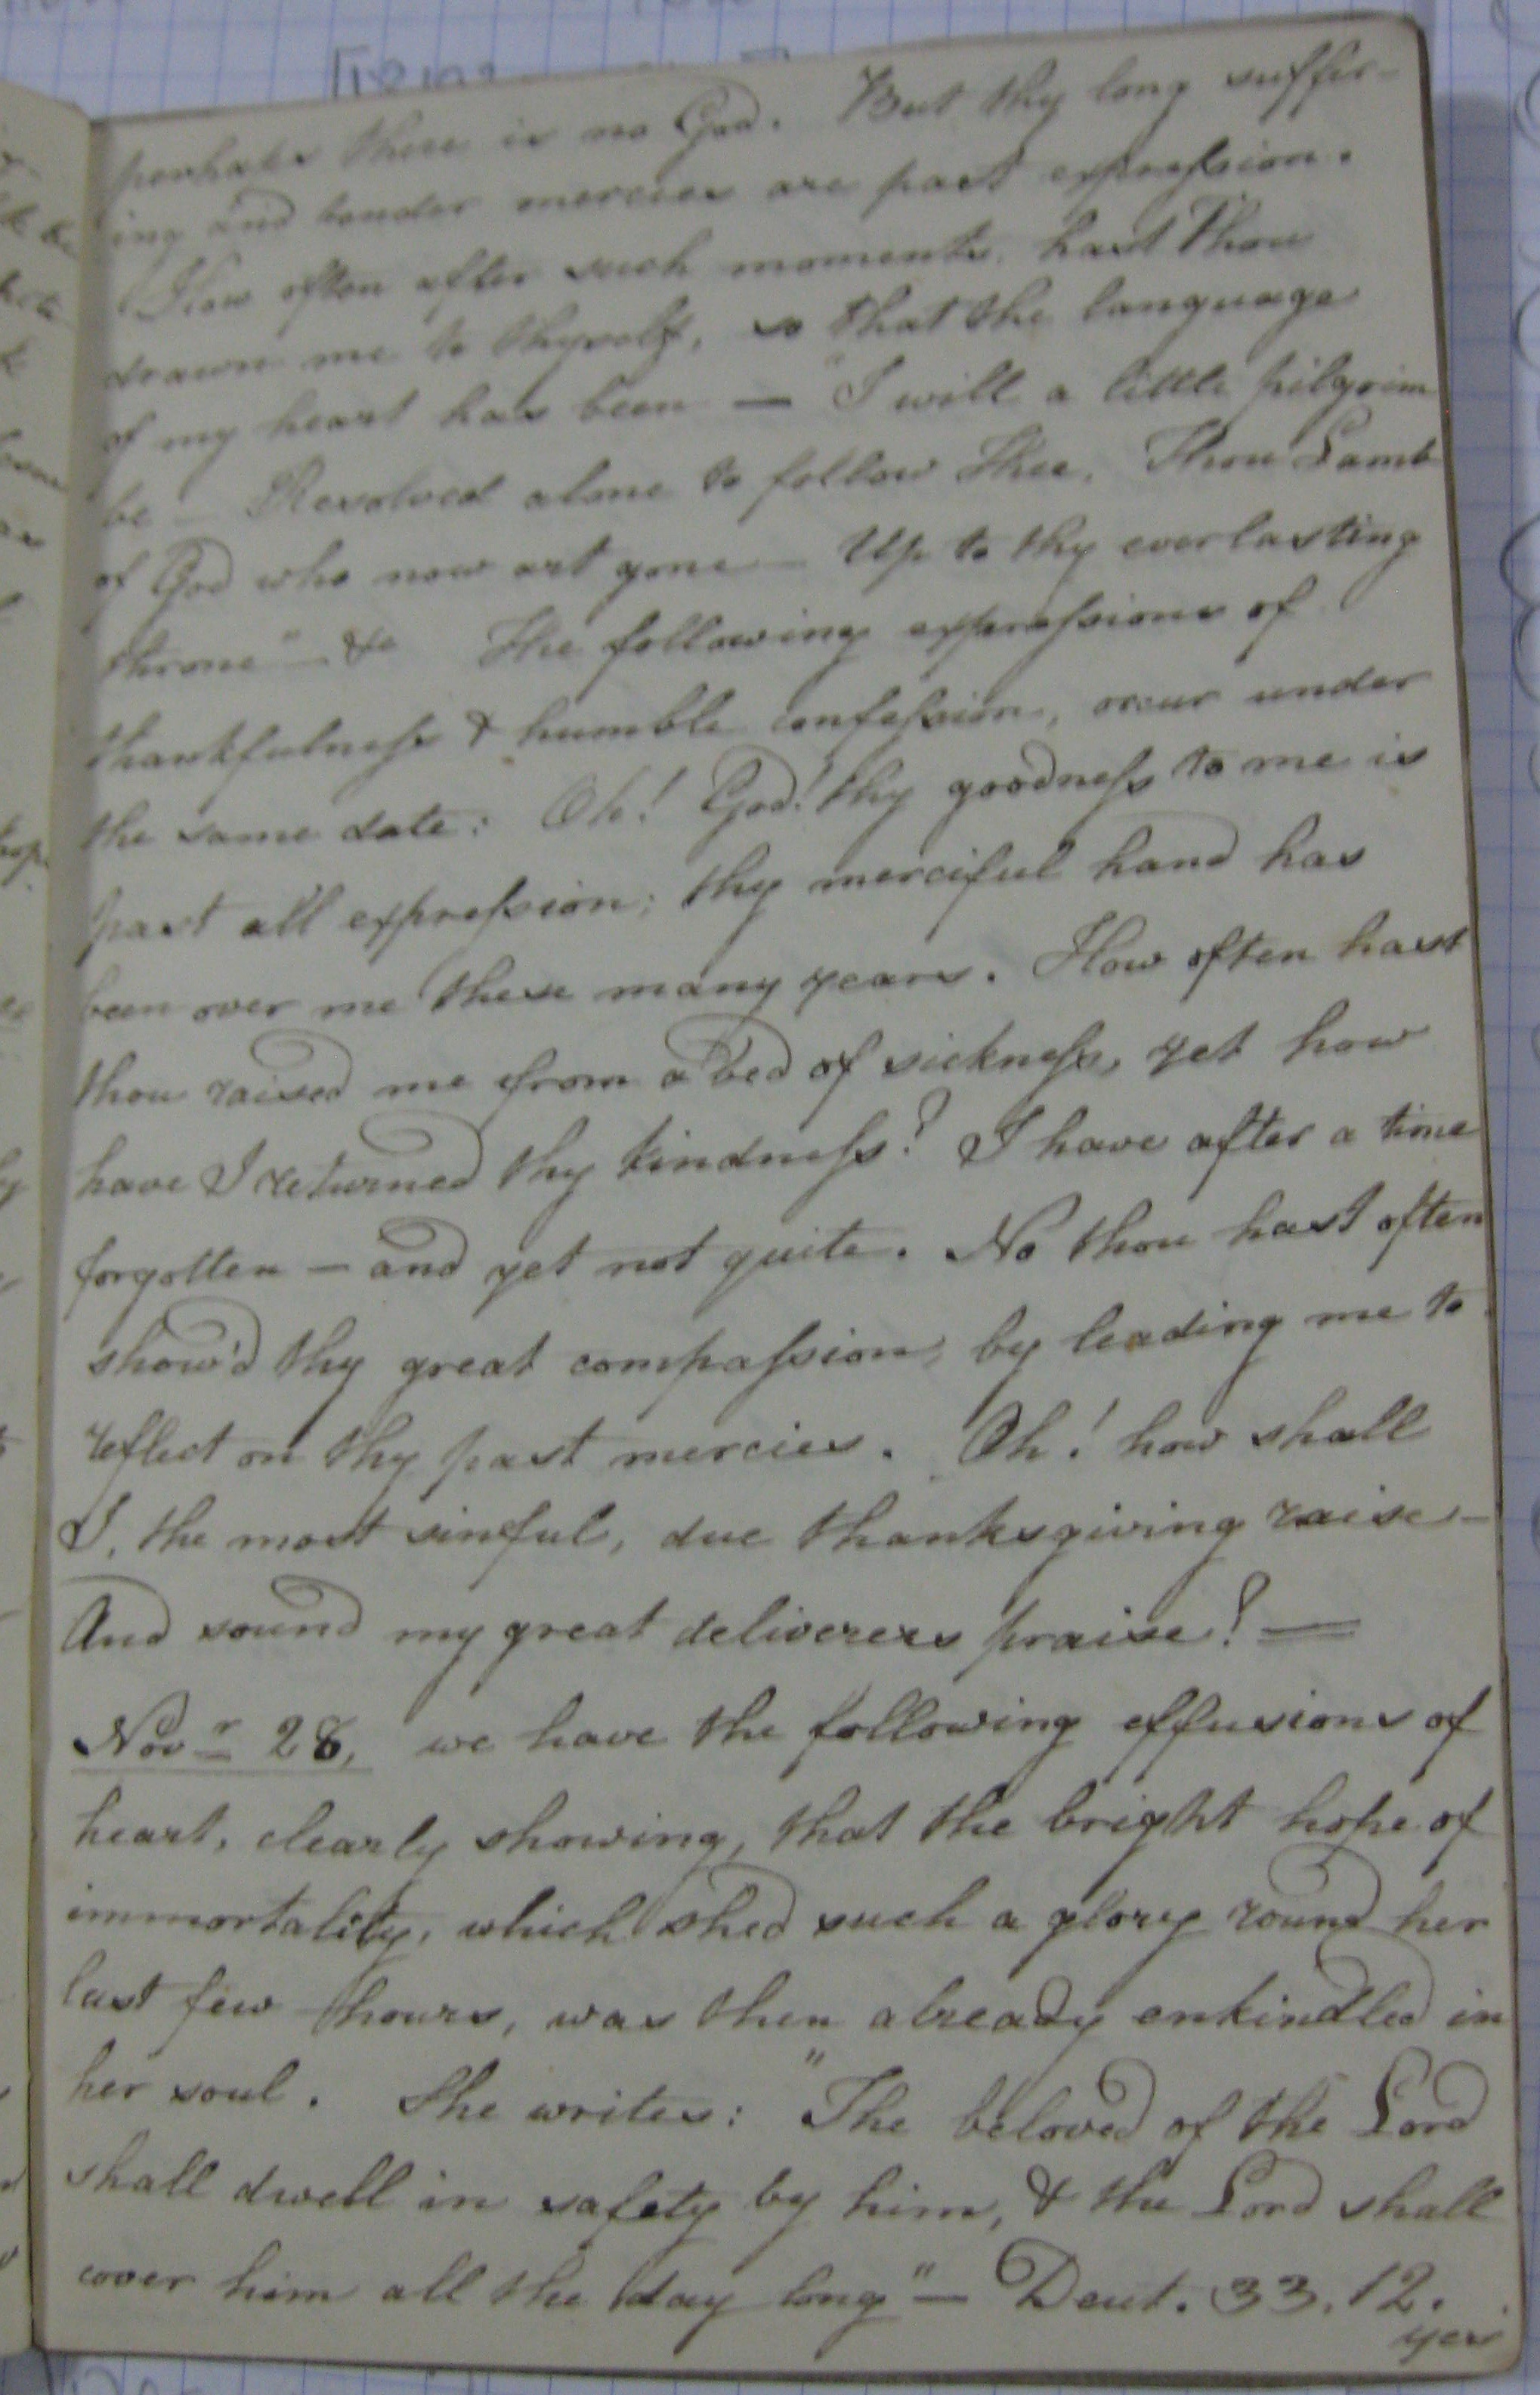 perhaps there is no God. But thy long suffer-
ing and tender mercies are past expression.
How often after such moments, hast Thou
drawn me to thyself, so that the language
of my heart has been — "I will a little pilgrim
be — Resolved alone to follow Thee, Thou Lamb
of God who now art gone — Up to thy everlasting
throne" — &c The following expressions of
thankfulness & humble confession, occur under
the same date: Oh! God! thy goodness to me is
past all expression; thy merciful hand has
been over me these many years. How often hast
thou raised me from a bed of sickness, yet how
have I returned thy kindness? I have after a time
forgotten — and yet not quite. No thou hast often
show'd thy great compassion, by leading me to
reflect on thy past mercies. Oh! how shall
I, the most sinful, due thanksgiving raise —
And sound my great deliverers praise? —
Novr 28, we have the following effusions of
heart, clearly showing, that the bright hope of
immortality, which shed such a glory round her
last few hours, was then already enkindled in
her soul. She writes: "The beloved of the Lord
shall dwell in safety by him, & the Lord shall
cover him all the day long" — Deut. 33. 12.
yes